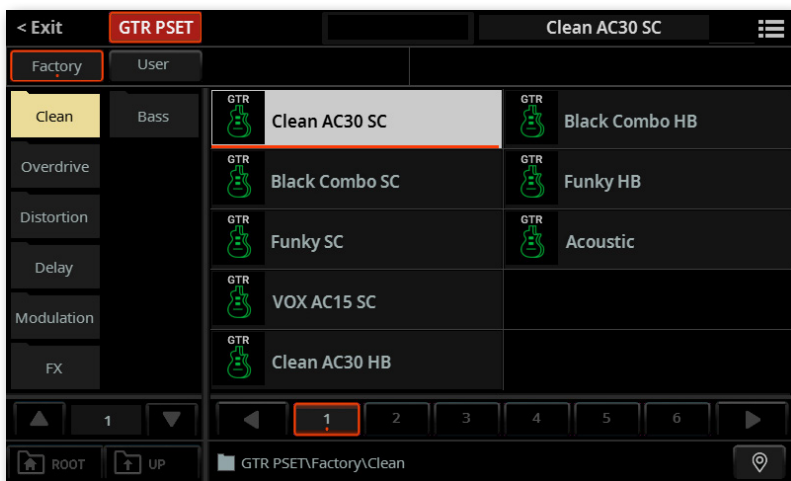 < Exit GTR PSET Clean AC30 SC
Factory User
Clean Bass
Overdrive
Distortion
Delay
Modulation
FX
GTR Clean AC30 SC GTR Black Combo HB
GTR Black Combo SC GTR Funky HB
GTR Funky SC GTR Acoustic
GTR VOX AC15 SC
GTR Clean AC30 HB
1 1 2 3 4 5 6
ROOT UP GTR PSET\Factory\Clean